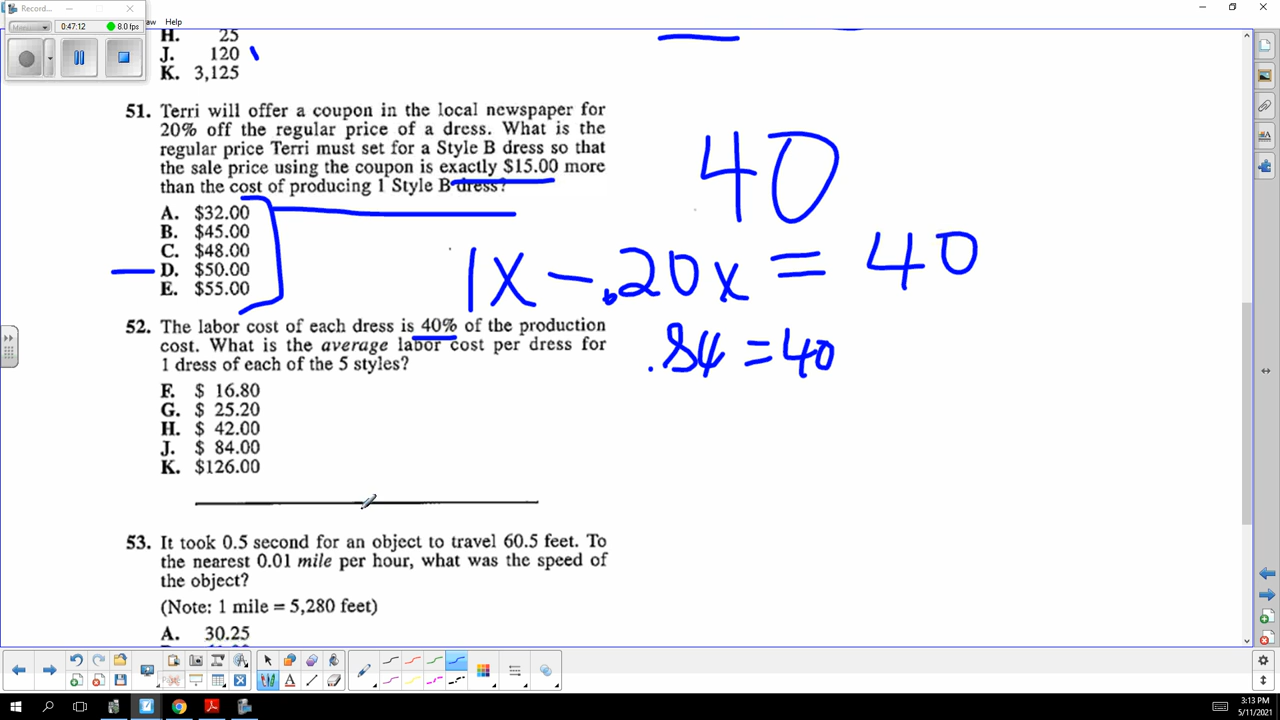 Record...
0:47:12
8.0 fps
aw Help
H. 25
J. 120
K. 3,125
51. Terri will offer a coupon in the local newspaper for
20% off the regular price of a dress. What is the
regular price Terri must set for a Style B dress so that
the sale price using the coupon is exactly $15.00 more
than the cost of producing 1 Style B dress?
A. $32.00
B. $45.00
C. $48.00
D. $50.00
E. $55.00
40
1x - .20x = 40
.84 = 40
52. The labor cost of each dress is 40% of the production
cost. What is the average labor cost per dress for
1 dress of each of the 5 styles?
F. $ 16.80
G. $ 25.20
H. $ 42.00
J. $ 84.00
K. $126.00
53. It took 0.5 second for an object to travel 60.5 feet. To
the nearest 0.01 mile per hour, what was the speed of
the object?
(Note: 1 mile = 5,280 feet)
A. 30.25
3:13 PM
5/11/2021